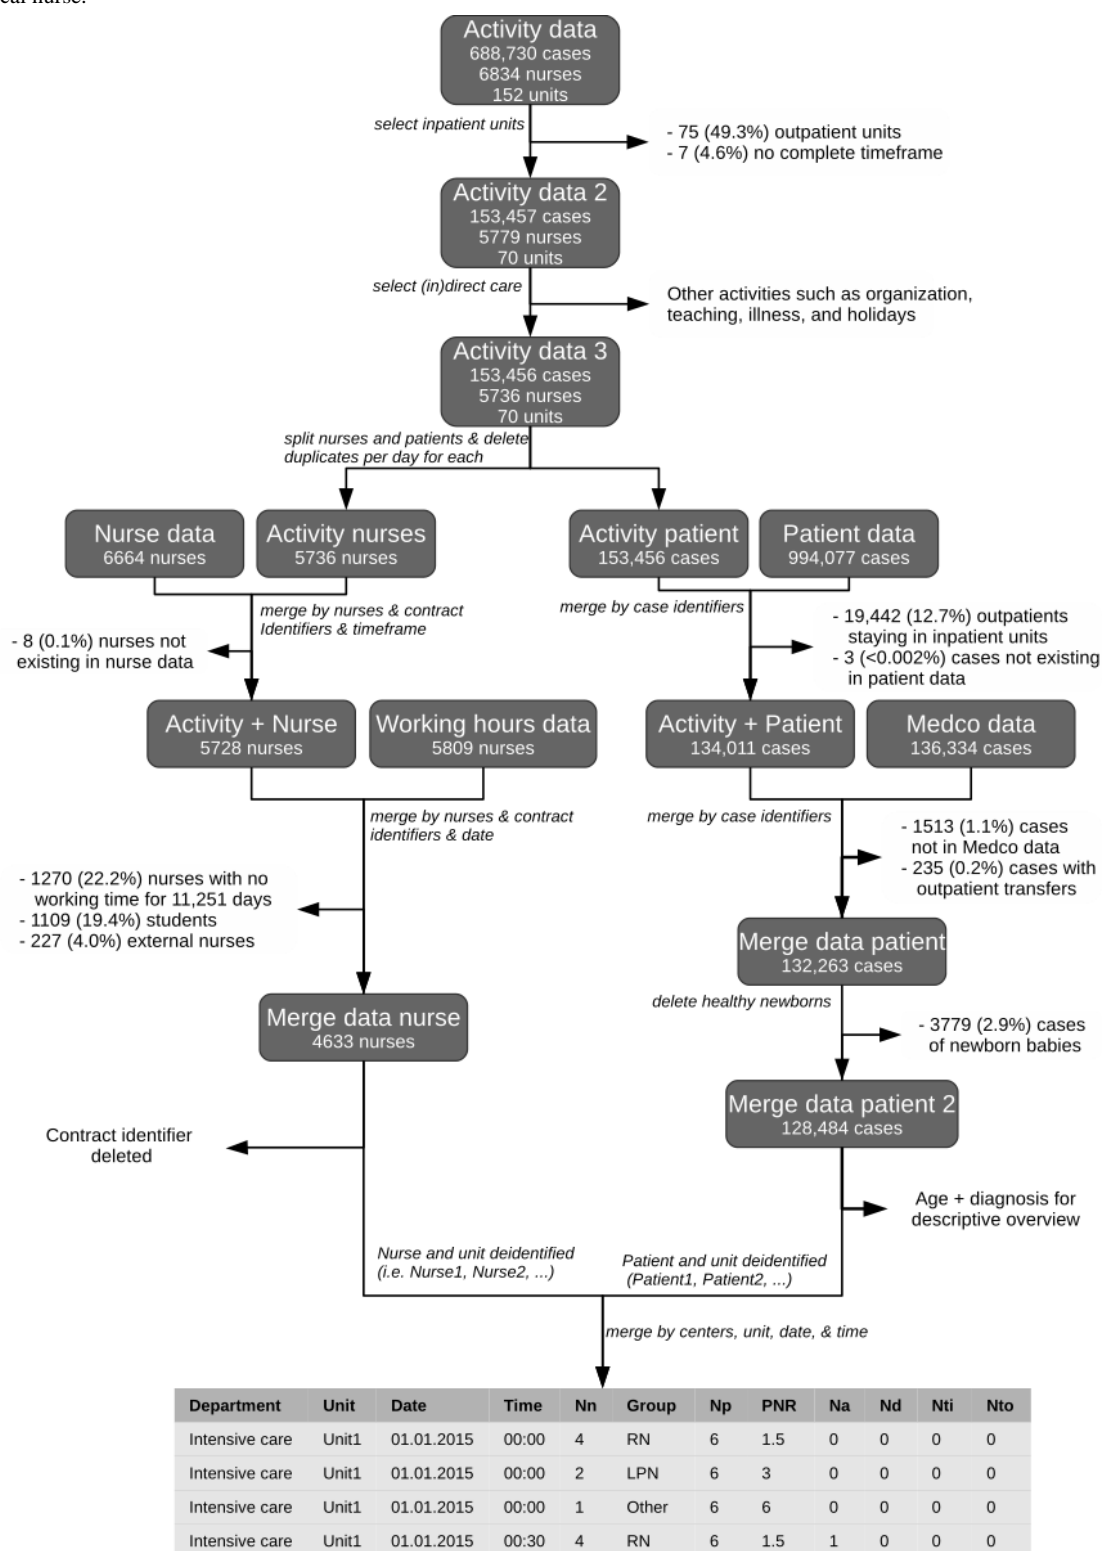 cal nurse.
Activity data
688,730 cases
6834 nurses
152 units
select inpatient units
- 75 (49.3%) outpatient units
- 7 (4.6%) no complete timeframe
Activity data 2
153,457 cases
5779 nurses
70 units
select (in)direct care
Other activities such as organization,
teaching, illness, and holidays
Activity data 3
153,456 cases
5736 nurses
70 units
split nurses and patients & delete
duplicates per day for each
Nurse data
6664 nurses
Activity nurses
5736 nurses
Activity patient
153,456 cases
Patient data
994,077 cases
merge by nurses & contract
Identifiers & timeframe
- 8 (0.1%) nurses not
existing in nurse data
merge by case identifiers
- 19,442 (12.7%) outpatients
staying in inpatient units
- 3 (<0.002%) cases not existing
in patient data
Activity + Nurse
5728 nurses
Working hours data
5809 nurses
Activity + Patient
134,011 cases
Medco data
136,334 cases
merge by nurses & contract
identifiers & date
- 1270 (22.2%) nurses with no
working time for 11,251 days
- 1109 (19.4%) students
- 227 (4.0%) external nurses
merge by case identifiers
- 1513 (1.1%) cases
not in Medco data
- 235 (0.2%) cases with
outpatient transfers
Merge data patient
132,263 cases
delete healthy newborns
- 3779 (2.9%) cases
of newborn babies
Merge data nurse
4633 nurses
Merge data patient 2
128,484 cases
Contract identifier
deleted
Age + diagnosis for
descriptive overview
Nurse and unit deidentified
(i.e. Nurse1, Nurse2, ...)
Patient and unit deidentified
(Patient1, Patient2, ...)
merge by centers, unit, date, & time
Department Unit Date Time Nn Group Np PNR Na Nd Nti Nto
Intensive care Unit1 01.01.2015 00:00 4 RN 6 1.5 0 0 0 0
Intensive care Unit1 01.01.2015 00:00 2 LPN 6 3 0 0 0 0
Intensive care Unit1 01.01.2015 00:00 1 Other 6 6 0 0 0 0
Intensive care Unit1 01.01.2015 00:30 4 RN 6 1.5 1 0 0 0